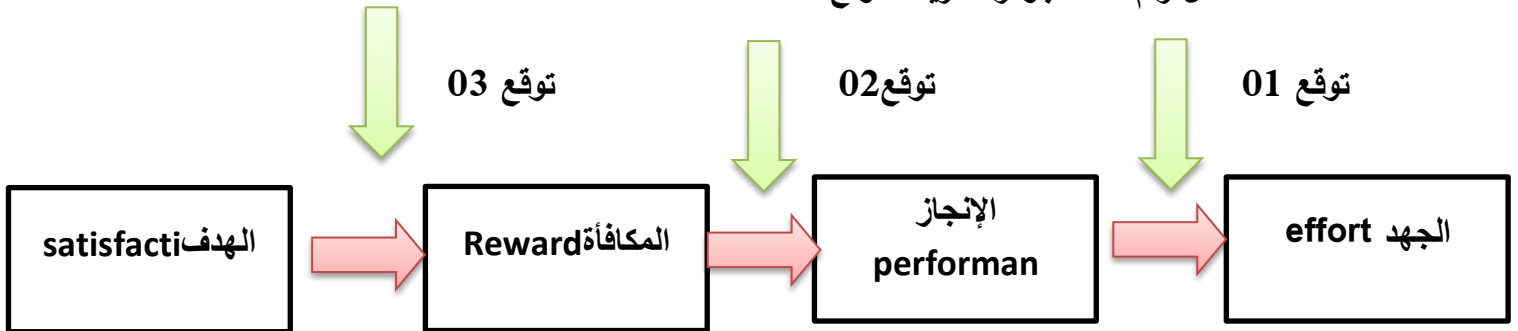 توقع 01
توقع02
توقع 03
الجهد effort
الإنجاز
performan
المكافأةReward
الهدفsatisfacti